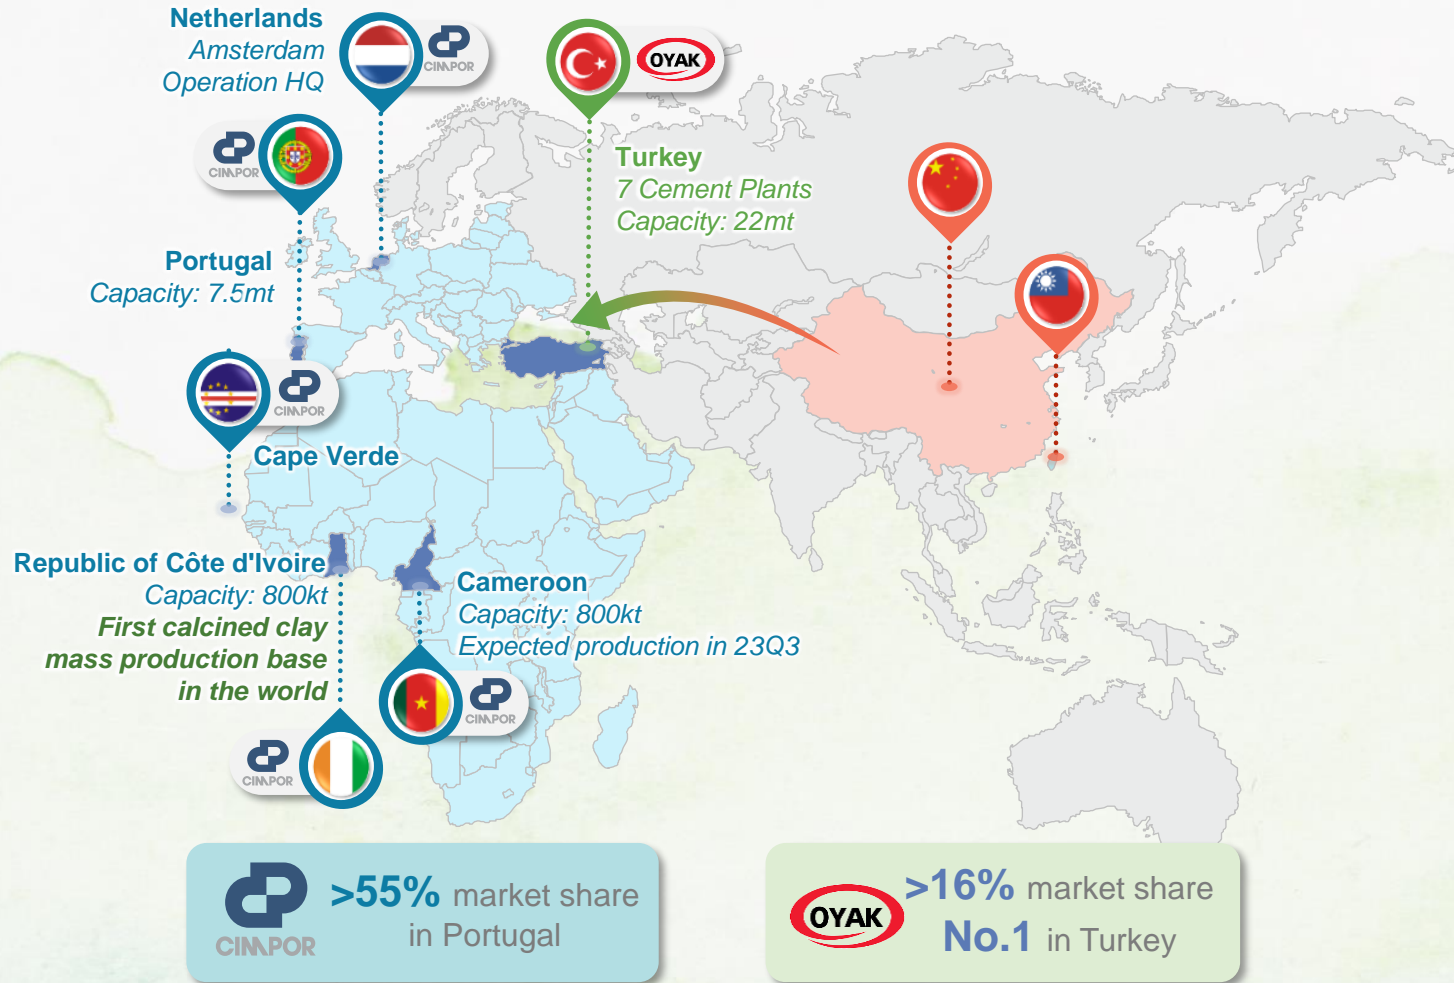 Netherlands
Amsterdam
Operation HQ
CIMPOR
OYAK
CIMPOR
Turkey
7 Cement Plants
Capacity: 22mt
Portugal
Capacity: 7.5mt
CIMPOR
Cape Verde
Republic of Côte d'Ivoire
Capacity: 800kt
First calcined clay
mass production base
in the world
Cameroon
Capacity: 800kt
Expected production in 23Q3
CIMPOR
CIMPOR
CIMPOR
>55% market share
in Portugal
OYAK
>16% market share
No.1 in Turkey